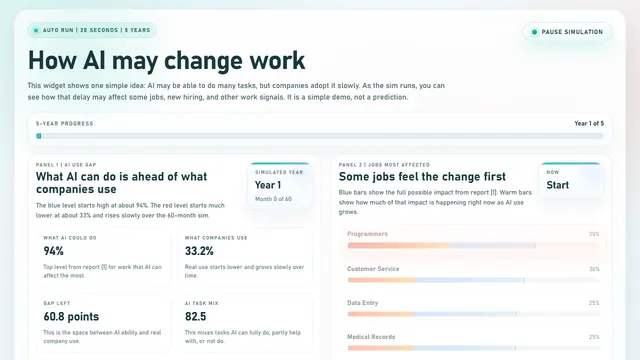 AUTO RUN | 20 SECONDS | 5 YEARS
PAUSE SIMULATION
How AI may change work
This widget shows one simple idea: AI may be able to do many tasks, but companies adopt it slowly. As the sim runs, you can
see how that delay may affect some jobs, new hiring, and other work signals. It is a simple demo, not a prediction.
5-YEAR PROGRESS
Year 1 of 5
PANEL 1 | AI USE GAP
What AI can do is ahead of what
companies use
The blue level starts high at about 94%. The red level starts much
lower at about 33% and rises slowly over the 60-month sim.
SIMULATED YEAR
Year 1
Month 0 of 60
WHAT AI COULD DO
94%
Top level from report [1] for work that AI can
affect the most.
WHAT COMPANIES USE
33.2%
Real use starts lower and grows slowly over
time.
GAP LEFT
60.8 points
This is the space between AI ability and real
company use.
AI TASK MIX
82.5
This mixes tasks AI can fully do, partly help
with, or not do.
PANEL 2 | JOBS MOST AFFECTED
Some jobs feel the change first
Blue bars show the full possible impact from report [1]. Warm bars
show how much of that impact is happening right now as AI use
grows.
NOW
Start
Programmers
Customer Service
26%
Data Entry
25%
Medical Records
25%